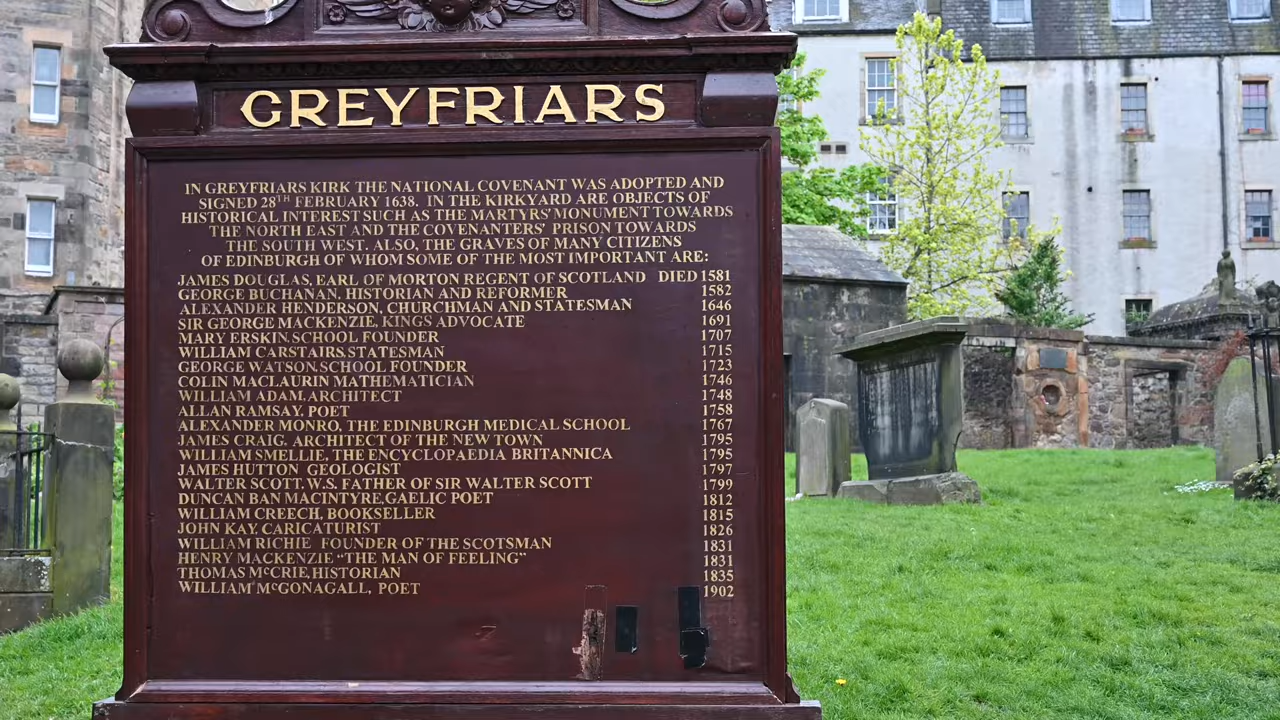 GREYFRIARS
IN GREYFRIARS KIRK THE NATIONAL COVENANT WAS ADOPTED AND
SIGNED 28TH FEBRUARY 1638. IN THE KIRKYARD ARE OBJECTS OF
HISTORICAL INTEREST SUCH AS THE MARTYRS' MONUMENT TOWARDS
THE NORTH EAST AND THE COVENANTERS' PRISON TOWARDS
THE SOUTH WEST. ALSO, THE GRAVES OF MANY CITIZENS
OF EDINBURGH OF WHOM SOME OF THE MOST IMPORTANT ARE:
JAMES DOUGLAS, EARL OF MORTON REGENT OF SCOTLAND DIED 1581
GEORGE BUCHANAN, HISTORIAN AND REFORMER 1582
ALEXANDER HENDERSON, CHURCHMAN AND STATESMAN 1646
SIR GEORGE MACKENZIE, KINGS ADVOCATE 1691
MARY ERSKIN, SCHOOL FOUNDER 1707
WILLIAM CARSTAIRS, STATESMAN 1715
GEORGE WATSON, SCHOOL FOUNDER 1723
COLIN MACLAURIN MATHEMATICIAN 1746
WILLIAM ADAM, ARCHITECT 1748
ALLAN RAMSAY, POET 1758
ALEXANDER MONRO, THE EDINBURGH MEDICAL SCHOOL 1767
JAMES CRAIG, ARCHITECT OF THE NEW TOWN 1795
WILLIAM SMELLIE, THE ENCYCLOPAEDIA BRITANNICA 1795
JAMES HUTTON GEOLOGIST 1797
WALTER SCOTT, W.S. FATHER OF SIR WALTER SCOTT 1799
DUNCAN BAN MACINTYRE, GAELIC POET 1812
WILLIAM CREECH, BOOKSELLER 1815
JOHN KAY, CARICATURIST 1826
WILLIAM RICHIE FOUNDER OF THE SCOTSMAN 1831
HENRY MACKENZIE "THE MAN OF FEELING" 1831
THOMAS McCRIE, HISTORIAN 1835
WILLIAM McGONAGALL, POET 1902